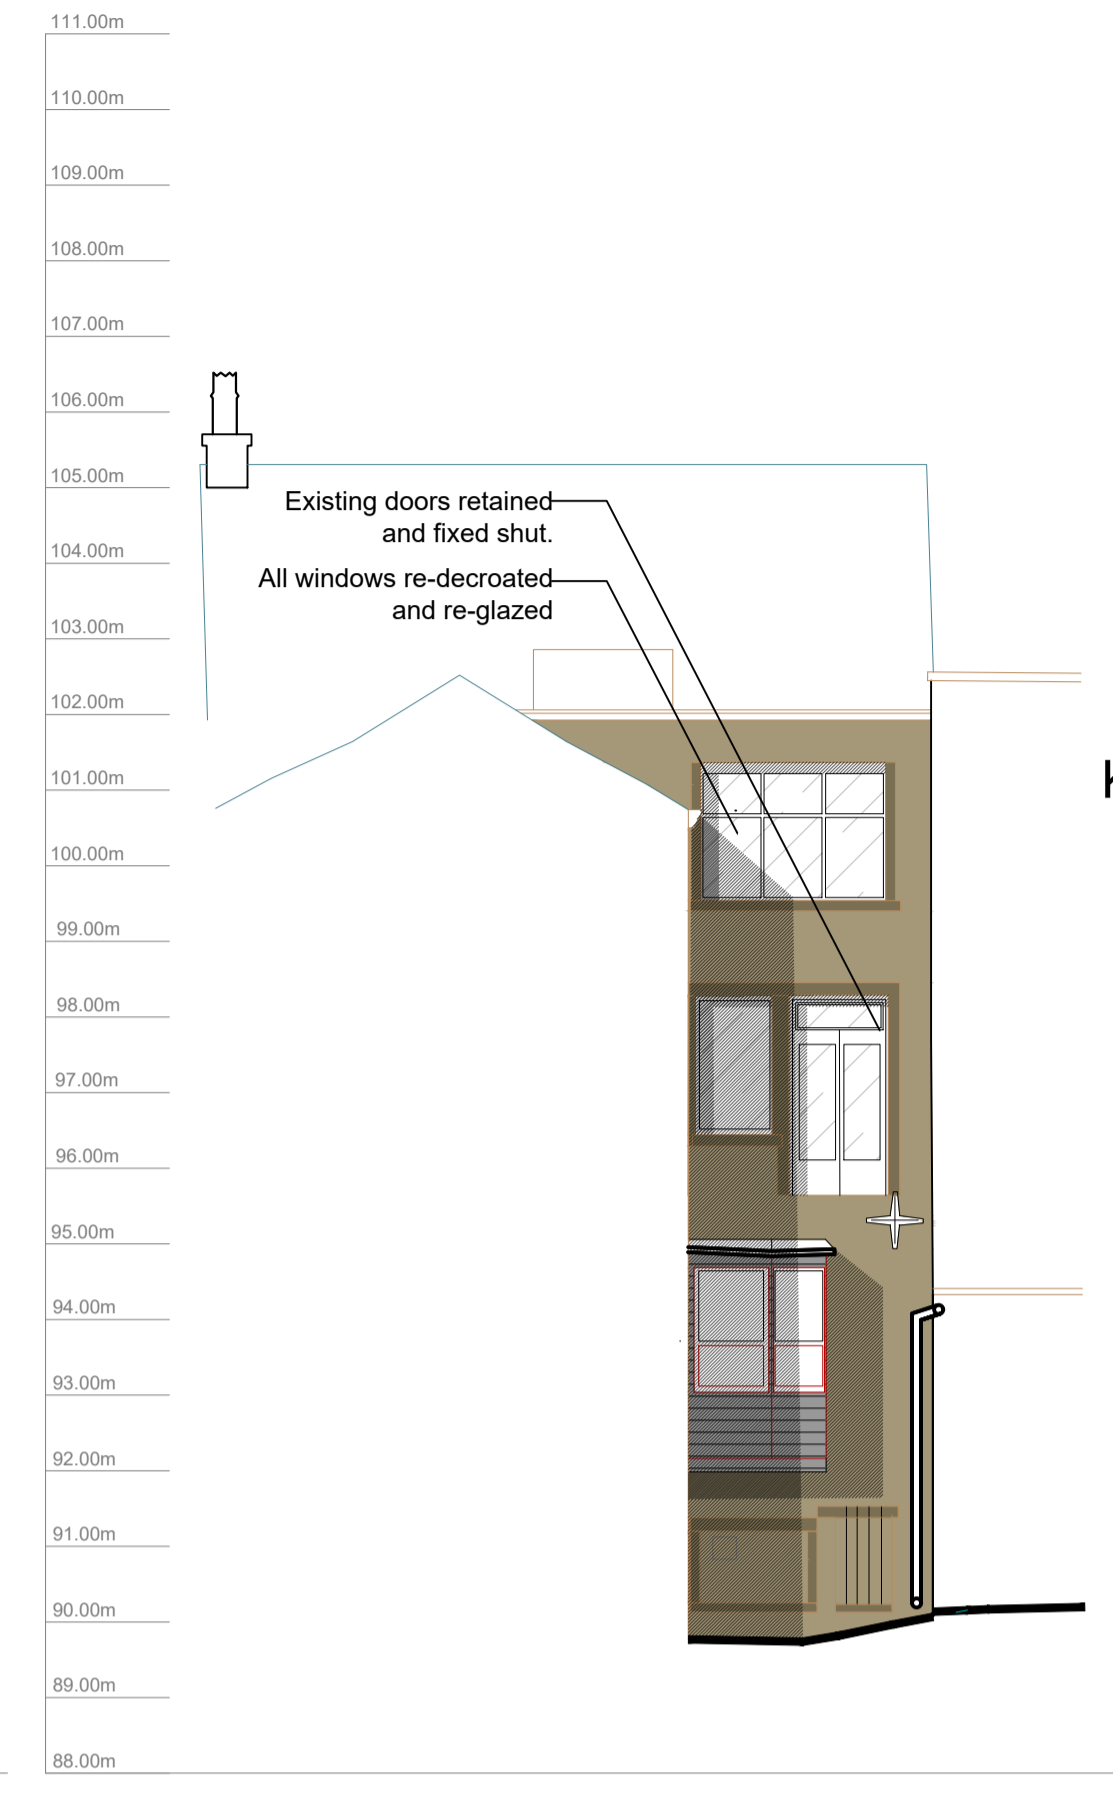 111.00m
110.00m
109.00m
108.00m
107.00m
106.00m
105.00m
Existing doors retained
and fixed shut.
104.00m
All windows re-decroated
and re-glazed
103.00m
102.00m
101.00m
100.00m
99.00m
98.00m
97.00m
96.00m
95.00m
94.00m
93.00m
92.00m
91.00m
90.00m
89.00m
88.00m